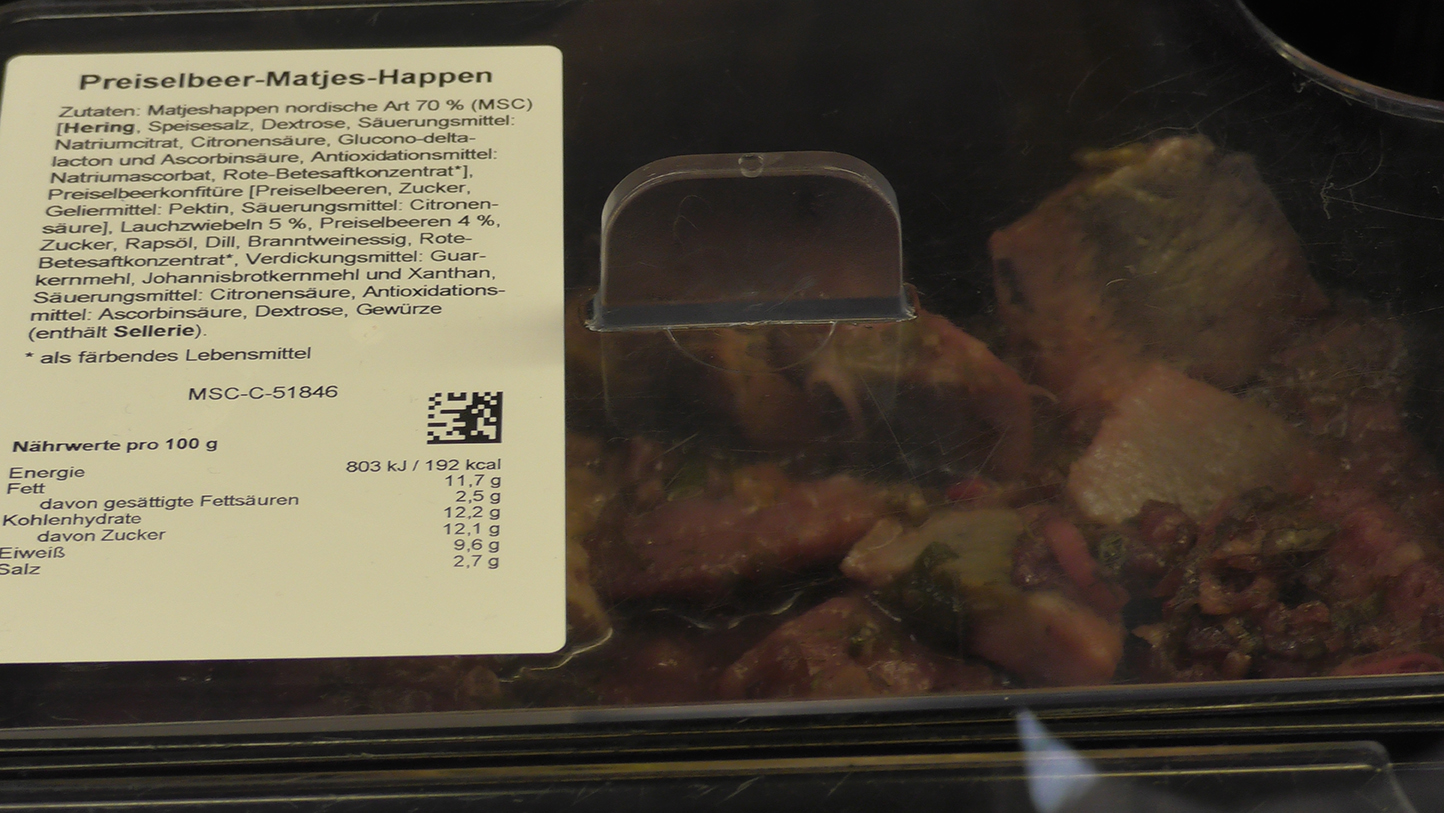 Preiselbeer-Matjes-Happen
Zutaten: Matjeshappen nordische Art 70 % (MSC)
[Hering, Speisesalz, Dextrose, Säuerungsmittel:
Natriumcitrat, Citronensäure, Glucono-delta-
lacton und Ascorbinsäure, Antioxidationsmittel:
Natriumascorbat, Rote-Betesaftkonzentrat*],
Preiselbeerkonfitüre [Preiselbeeren, Zucker,
Geliermittel: Pektin, Säuerungsmittel: Citronen-
säure], Lauchzwiebeln 5 %, Preiselbeeren 4 %,
Zucker, Rapsöl, Dill, Branntweinessig, Rote-
Betesaftkonzentrat*, Verdickungsmittel: Guar-
kernmehl, Johannisbrotkernmehl und Xanthan,
Säuerungsmittel: Citronensäure, Antioxidations-
mittel: Ascorbinsäure, Dextrose, Gewürze
(enthält Sellerie).
* als färbendes Lebensmittel
MSC-C-51846
Nährwerte pro 100 g
Energie 803 kJ / 192 kcal
Fett 11,7 g
davon gesättigte Fettsäuren 2,5 g
Kohlenhydrate 12,2 g
davon Zucker 12,1 g
Eiweiß 9,6 g
Salz 2,7 g